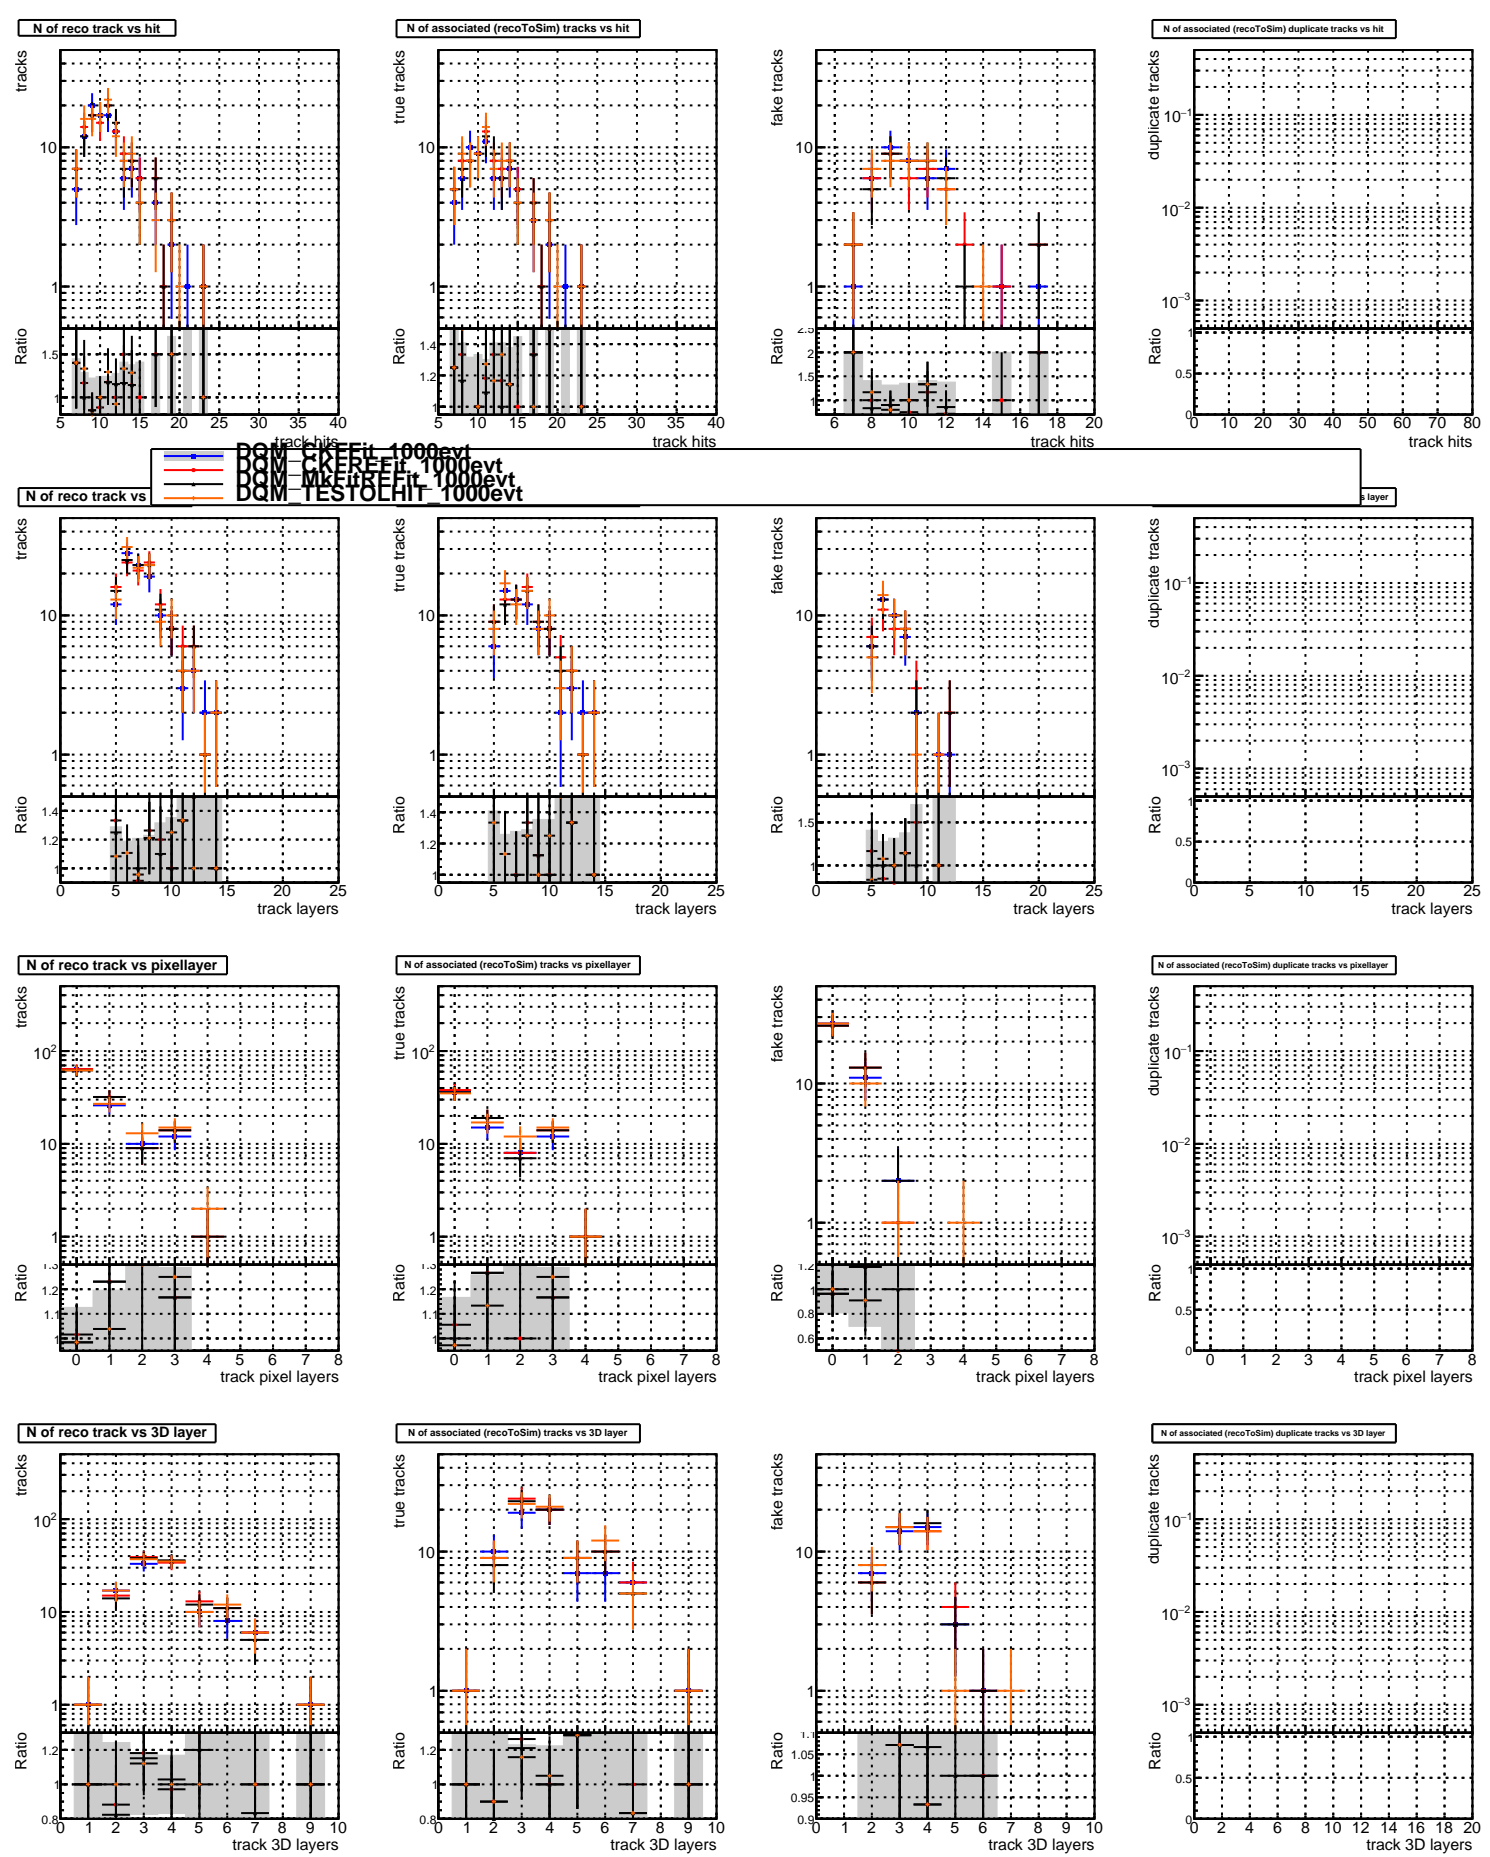 N of reco track vs hit
N of associated (recoToSim) tracks vs hit
N of associated (recoToSim) duplicate tracks vs hit
tracks
true tracks
fake tracks
duplicate tracks
10
1
10
1
10
1
10⁻¹
10⁻²
10⁻³
Ratio
1.5
1
Ratio
1.4
1.2
1
Ratio
2.5
2
1.5
1
Ratio
1
0.5
0
5 10 15 20 25 30 35 40
5 10 15 20 25 30 35 40
6 8 10 12 14 16 18 20
10 20 30 40 50 60 70 80
track hits
track hits
track hits
track hits
DQM_CKFFit_1000evt
DQM_CKFREFit_1000evt
DQM_MkFitREFit_1000evt
DQM_TESTOLHIT_1000evt
N of reco track vs
s layer
tracks
true tracks
fake tracks
duplicate tracks
10
1
10
1
10
1
10⁻¹
10⁻²
10⁻³
Ratio
1.4
1.2
1
Ratio
1.4
1.2
1
Ratio
1.5
1
Ratio
1
0.5
0
0 5 10 15 20 25
0 5 10 15 20 25
0 5 10 15 20 25
0 5 10 15 20 25
track layers
track layers
track layers
track layers
N of reco track vs pixellayer
N of associated (recoToSim) tracks vs pixellayer
N of associated (recoToSim) duplicate tracks vs pixellayer
tracks
true tracks
fake tracks
duplicate tracks
10²
10
1
10²
10
1
10
1
10⁻¹
10⁻²
10⁻³
Ratio
1.3
1.2
1.1
1
Ratio
1.3
1.2
1.1
1
Ratio
1.2
1
0.8
0.6
Ratio
1
0.5
0
0 1 2 3 4 5 6 7 8
0 1 2 3 4 5 6 7 8
0 1 2 3 4 5 6 7 8
0 1 2 3 4 5 6 7 8
track pixel layers
track pixel layers
track pixel layers
track pixel layers
N of reco track vs 3D layer
N of associated (recoToSim) tracks vs 3D layer
N of associated (recoToSim) duplicate tracks vs 3D layer
tracks
true tracks
fake tracks
duplicate tracks
10²
10
1
10
1
10
1
10⁻¹
10⁻²
10⁻³
Ratio
1.2
1
0.8
Ratio
1.2
1
0.8
Ratio
1.1
1.05
1
0.95
0.9
Ratio
1
0.5
0
0 1 2 3 4 5 6 7 8 9 10
0 1 2 3 4 5 6 7 8 9 10
0 1 2 3 4 5 6 7 8 9 10
0 2 4 6 8 10 12 14 16 18 20
track 3D layers
track 3D layers
track 3D layers
track 3D layers